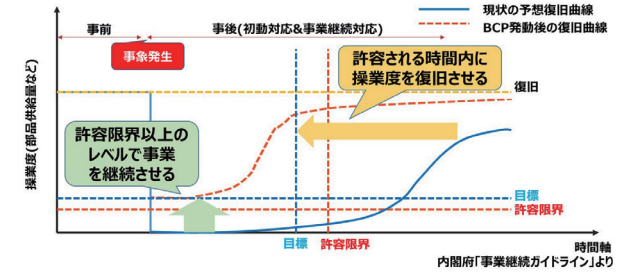 現状の予想復旧曲線
BCP発動後の復旧曲線
事前
事後(初動対応&事業継続対応)
事象発生
許容される時間内に
操業度を復旧させる
復旧
許容限界以上の
レベルで事業
を継続させる
操業度(部品供給量など)
目標
許容限界
目標
許容限界
時間軸
内閣府「事業継続ガイドライン」より